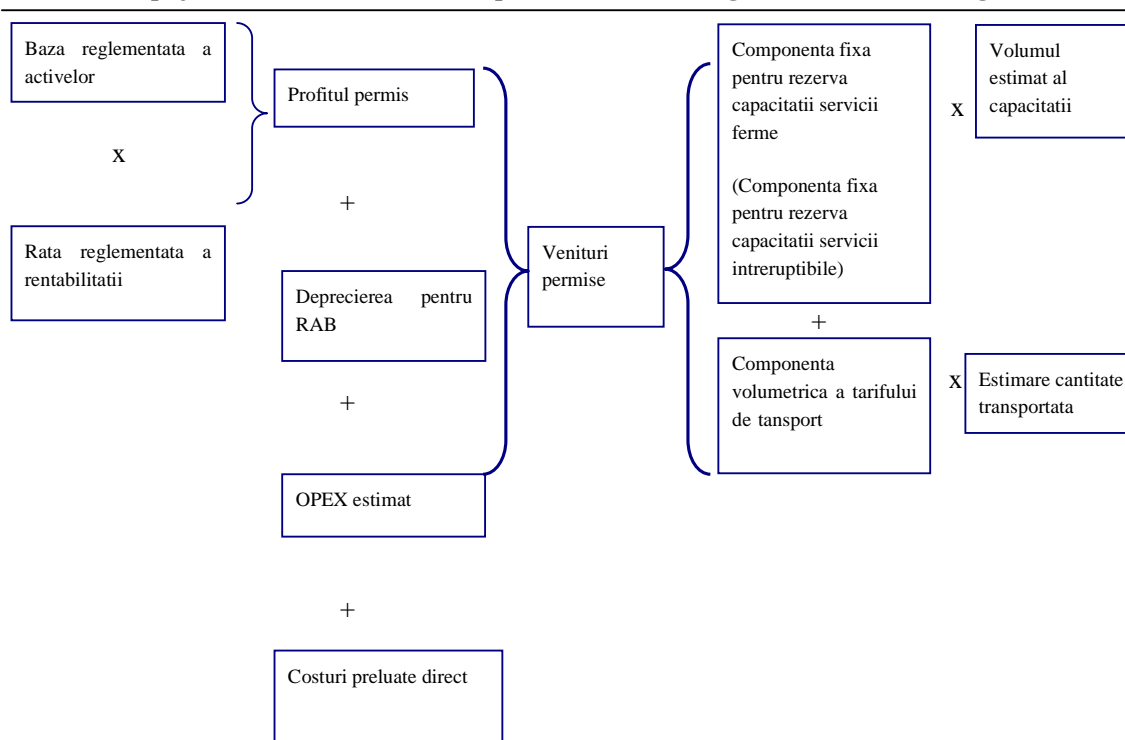 Baza reglementata a
activelor
x
Rata reglementata a
rentabilitatii
Profitul permis
+
Deprecierea pentru
RAB
+
OPEX estimat
+
Costuri preluate direct
Venituri
permise
Componenta fixa
pentru rezerva
capacitatii servicii
ferme
(Componenta fixa
pentru rezerva
capacitatii servicii
intreruptibile)
+
Componenta
volumetrica a tarifului
de tansport
x
Volumul
estimat al
capacitatii
x
Estimare cantitate
transportata